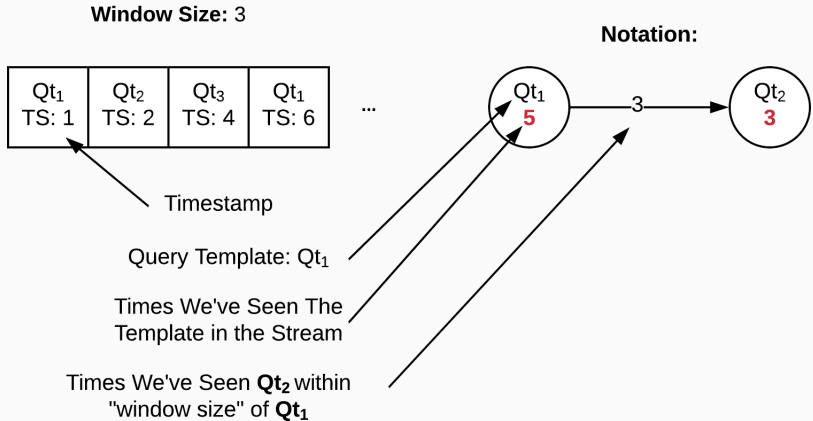 Window Size: 3
Notation:
Qt1 Qt2 Qt3 Qt1 ... Qt1 3 Qt2
TS: 1 TS: 2 TS: 4 TS: 6 5 3
Timestamp
Query Template: Qt1
Times We've Seen The
Template in the Stream
Times We've Seen Qt2 within
"window size" of Qt1